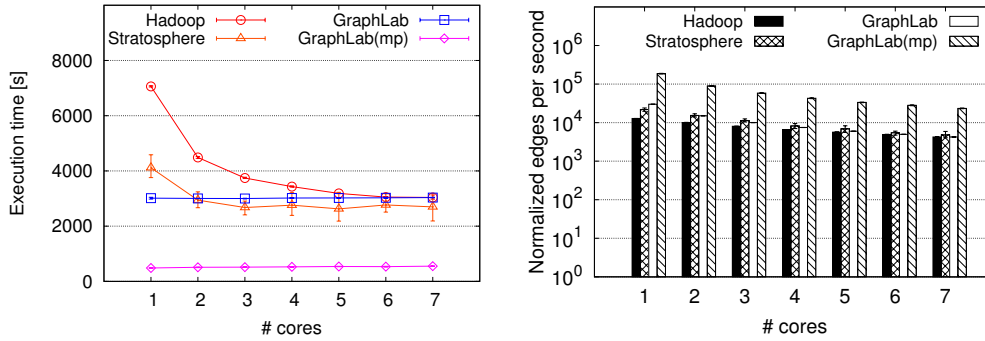 Hadoop
Stratosphere
GraphLab
GraphLab(mp)
Execution time [s]
8000
6000
4000
2000
0
1 2 3 4 5 6 7
# cores
Hadoop
Stratosphere
GraphLab
GraphLab(mp)
Normalized edges per second
10^6
10^5
10^4
10^3
10^2
10^1
10^0
1 2 3 4 5 6 7
# cores